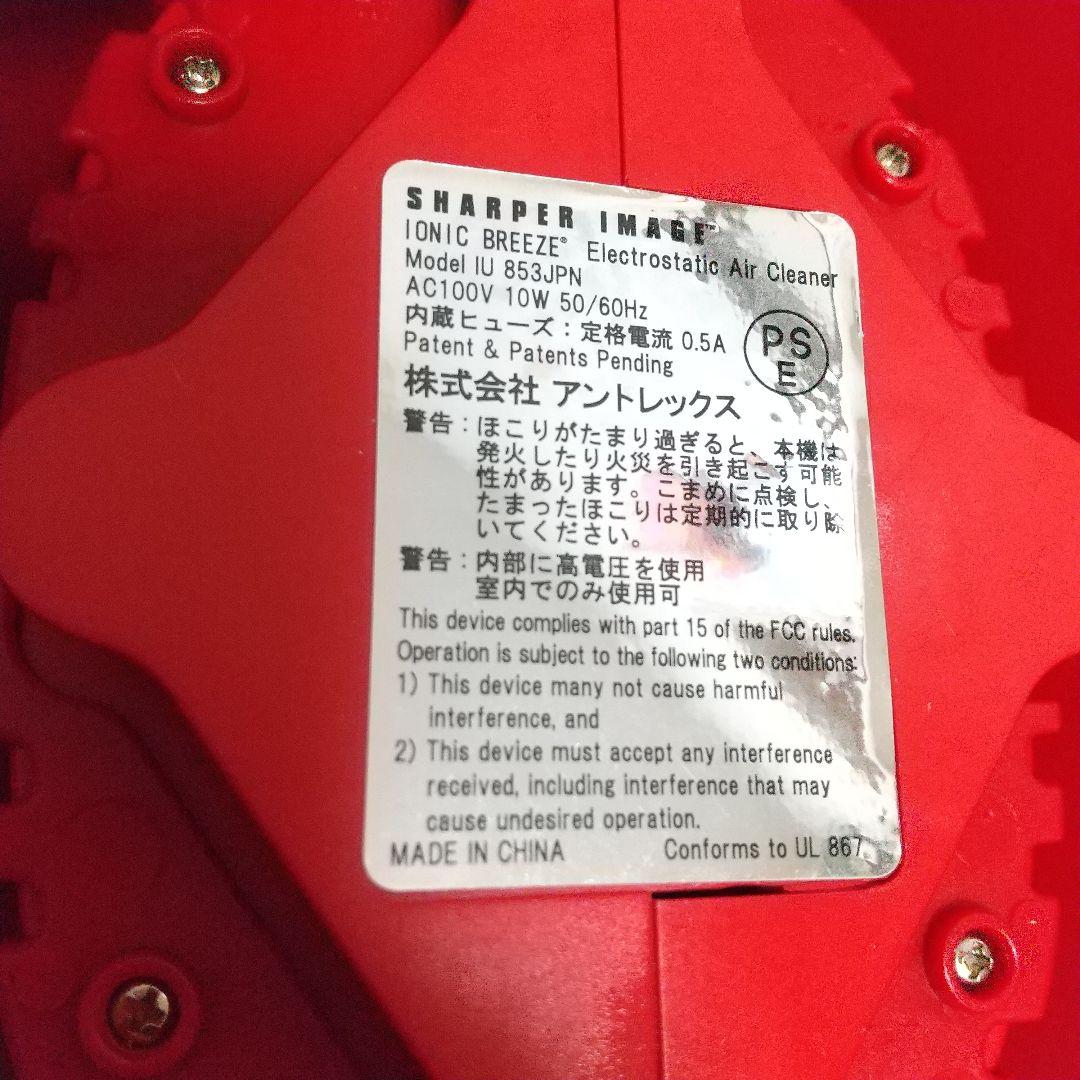 SHARPER IMAGE™
IONIC BREEZE® Electrostatic Air Cleaner
Model IU 853JPN
AC100V 10W 50/60Hz
内蔵ヒューズ：定格電流 0.5A
PS
E
Patent & Patents Pending
株式会社 アントレックス
警告：ほこりがたまり過ぎると、本機は
発火したり火災を引き起こす可能
性があります。こまめに点検し、
たまったほこりは定期的に取り除
いてください。
警告：内部に高電圧を使用
室内でのみ使用可
This device complies with part 15 of the FCC rules.
Operation is subject to the following two conditions:
1) This device many not cause harmful
interference, and
2) This device must accept any interference
received, including interference that may
cause undesired operation.
MADE IN CHINA Conforms to UL 867